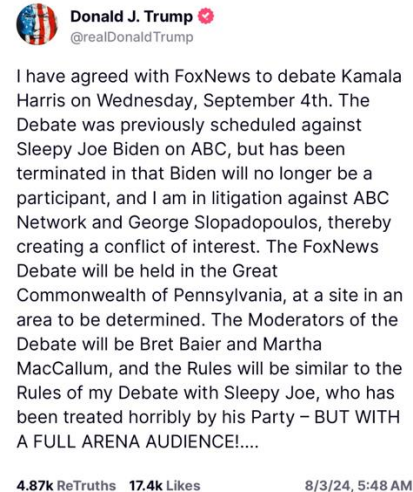 Donald J. Trump
@realDonaldTrump
I have agreed with FoxNews to debate Kamala
Harris on Wednesday, September 4th. The
Debate was previously scheduled against
Sleepy Joe Biden on ABC, but has been
terminated in that Biden will no longer be a
participant, and I am in litigation against ABC
Network and George Slopadopoulos, thereby
creating a conflict of interest. The FoxNews
Debate will be held in the Great
Commonwealth of Pennsylvania, at a site in an
area to be determined. The Moderators of the
Debate will be Bret Baier and Martha
MacCallum, and the Rules will be similar to the
Rules of my Debate with Sleepy Joe, who has
been treated horribly by his Party – BUT WITH
A FULL ARENA AUDIENCE!....
4.87k ReTruths 17.4k Likes 8/3/24, 5:48 AM